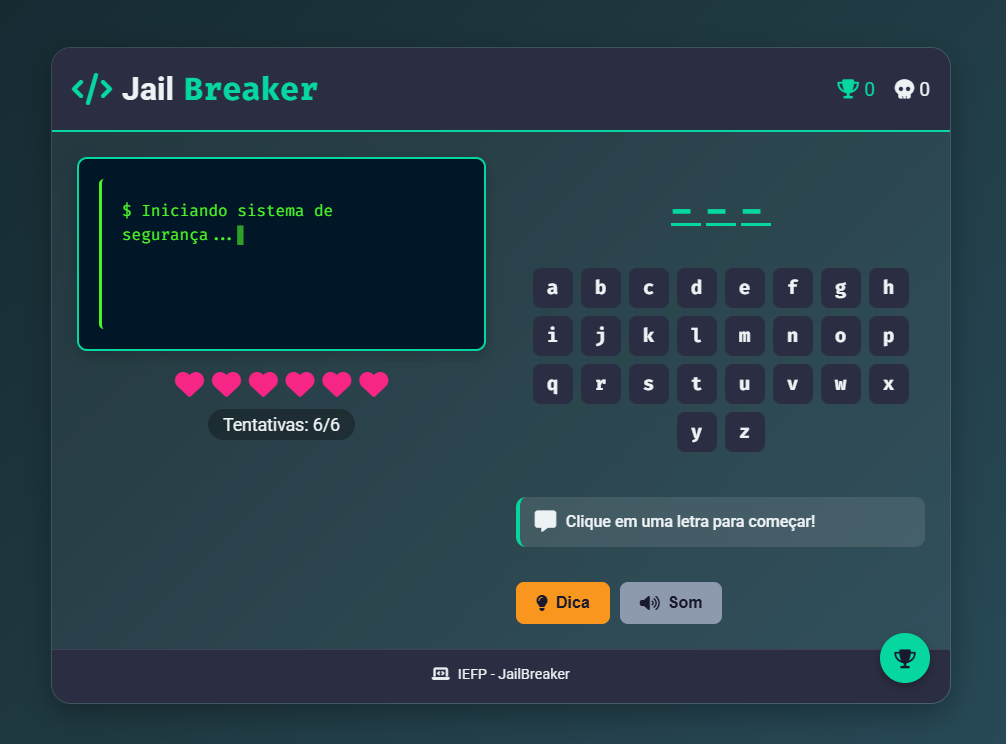 </> Jail Breaker
0 0
$ Iniciando sistema de
segurança...
_ _ _
a b c d e f g h
i j k l m n o p
q r s t u v w x
y z
Tentativas: 6/6
Clique em uma letra para começar!
Dica Som
IEFP - JailBreaker